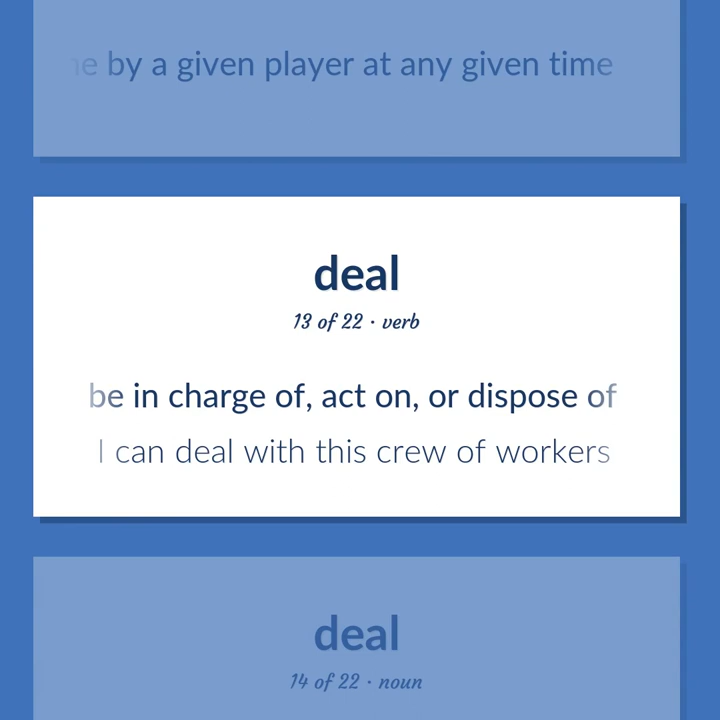 by a given player at any given time
deal
13 of 22 · verb
be in charge of, act on, or dispose of
I can deal with this crew of workers
deal
14 of 22 · noun